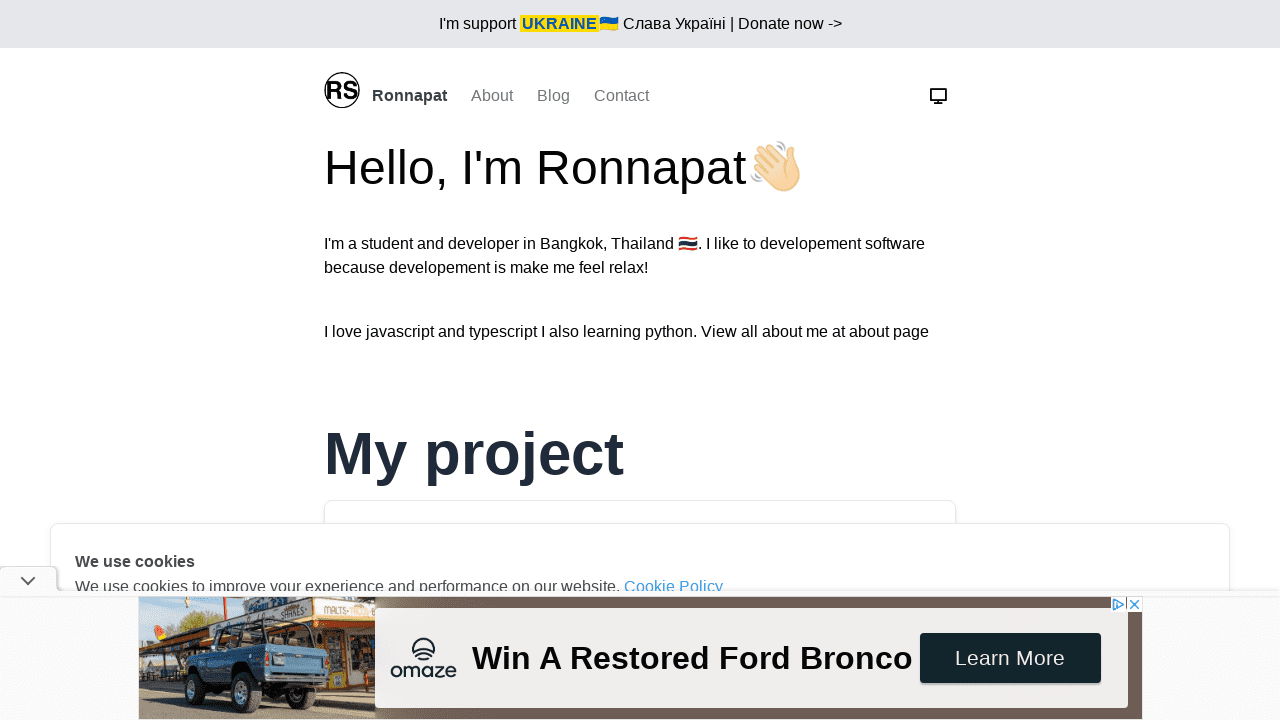 I'm support UKRAINE🇺🇦 Слава Україні | Donate now ->
RS Ronnapat About Blog Contact
Hello, I'm Ronnapat👋🏻
I'm a student and developer in Bangkok, Thailand 🇹🇭. I like to developement software
because developement is make me feel relax!
I love javascript and typescript I also learning python. View all about me at about page
My project
We use cookies
We use cookies to improve your experience and performance on our website. Cookie Policy
SHAKES MALTS
omaze Win A Restored Ford Bronco Learn More